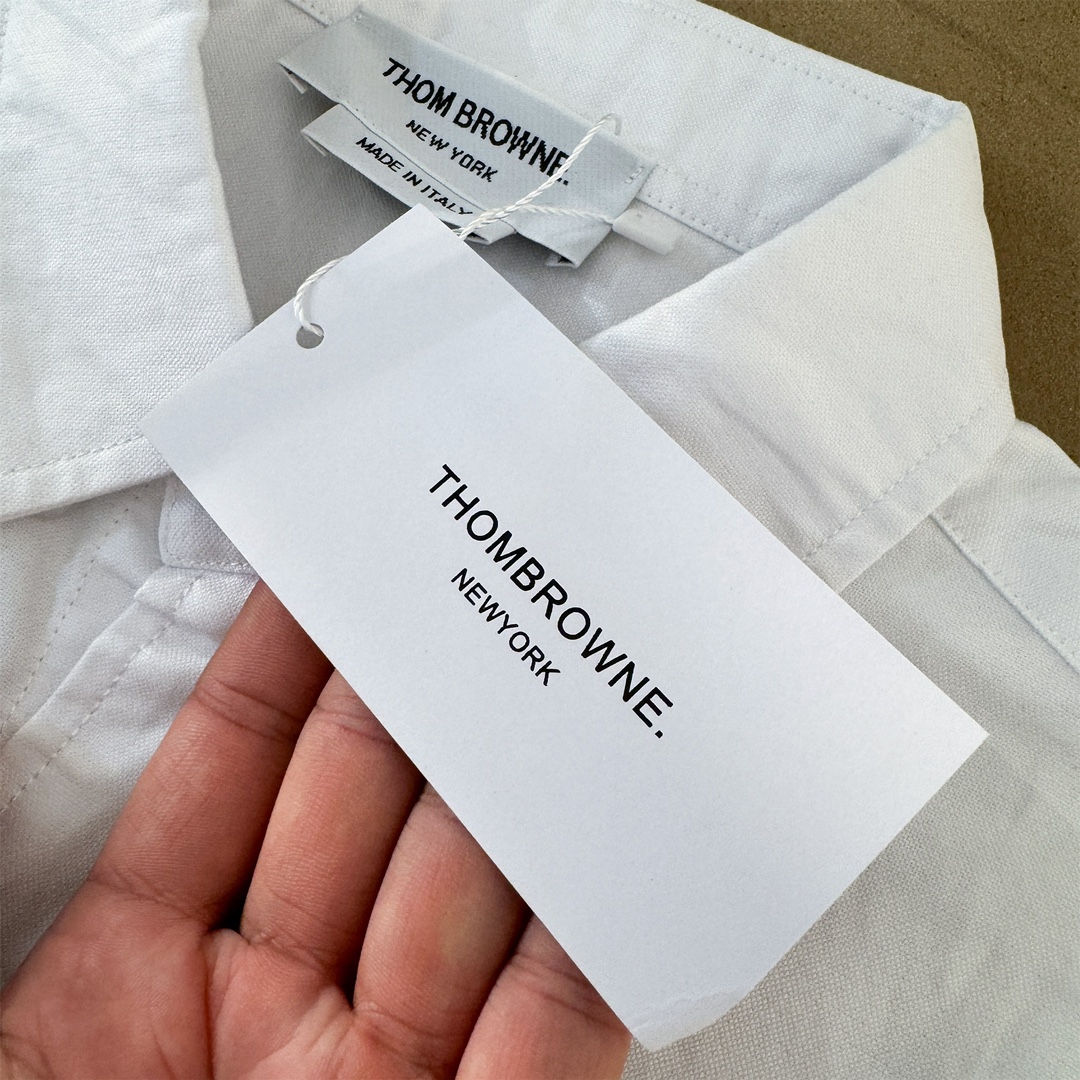 THOM BROWNE.
NEW YORK
MADE IN ITALY
THOMBROWNE.
NEWYORK